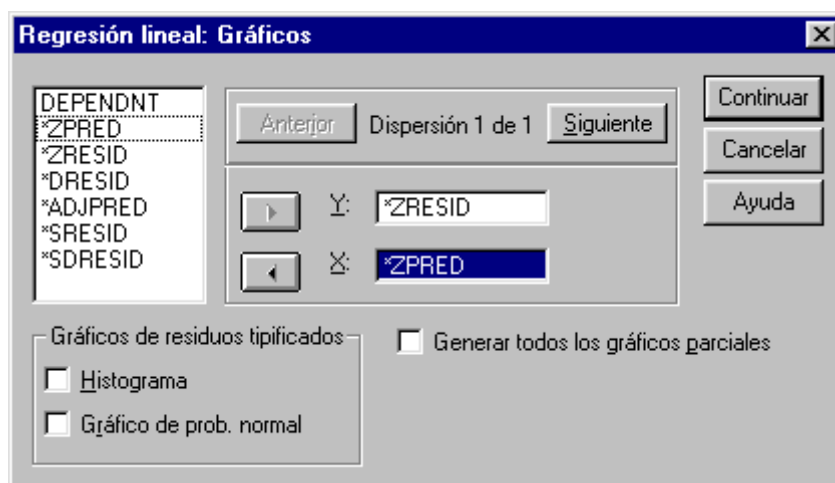 Regresión lineal: Gráficos
DEPENDNT
*ZPRED
*ZRESID
*DRESID
*ADJPRED
*SRESID
*SDRESID
Anterior
Dispersión 1 de 1
Siguiente
Y:
*ZRESID
X:
*ZPRED
Continuar
Cancelar
Ayuda
Gráficos de residuos tipificados
Histograma
Gráfico de prob. normal
Generar todos los gráficos parciales